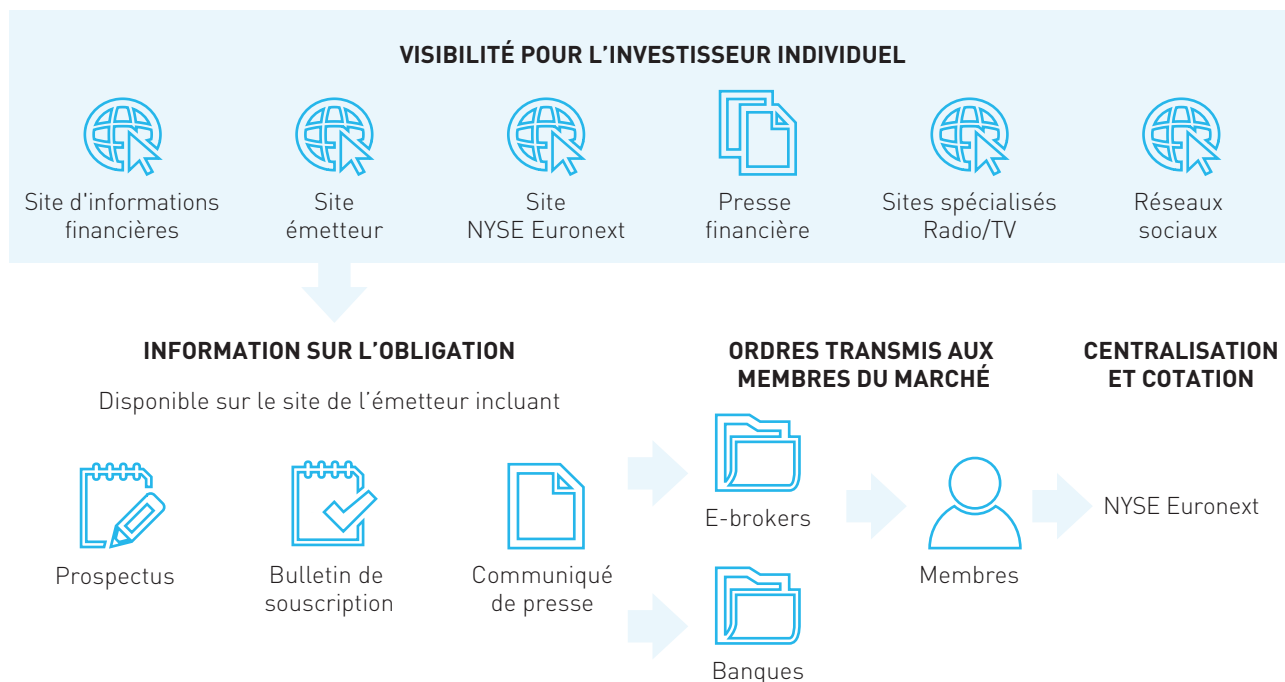 VISIBILITÉ POUR L’INVESTISSEUR INDIVIDUEL
Site d'informations
financières
Site
émetteur
Site
NYSE Euronext
Presse
financière
Sites spécialisés
Radio/TV
Réseaux
sociaux
INFORMATION SUR L’OBLIGATION
Disponible sur le site de l’émetteur incluant
Prospectus
Bulletin de
souscription
Communiqué
de presse
ORDRES TRANSMIS AUX
MEMBRES DU MARCHÉ
E-brokers
Banques
Membres
CENTRALISATION
ET COTATION
NYSE Euronext